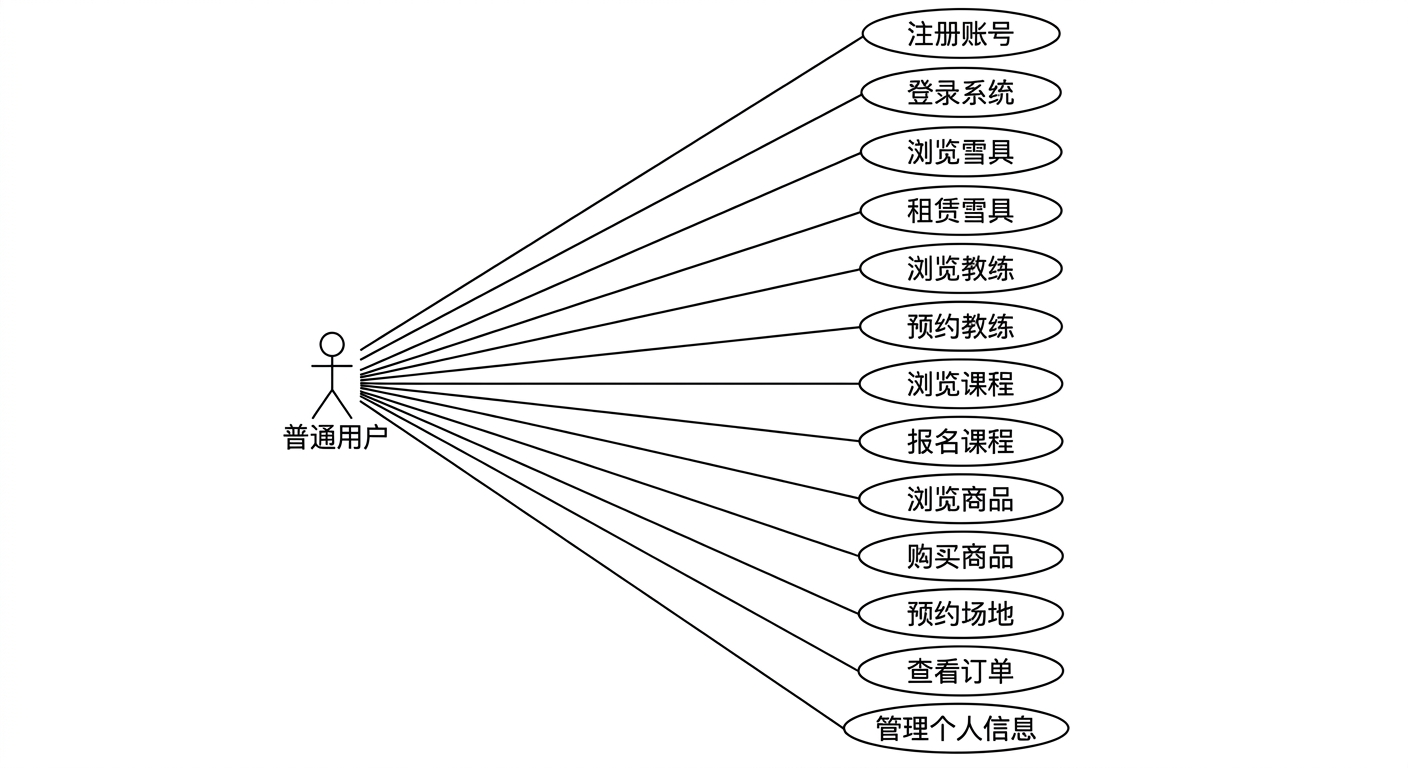 注册账号
登录系统
浏览雪具
租赁雪具
浏览教练
预约教练
浏览课程
报名课程
浏览商品
购买商品
预约场地
查看订单
管理个人信息
普通用户